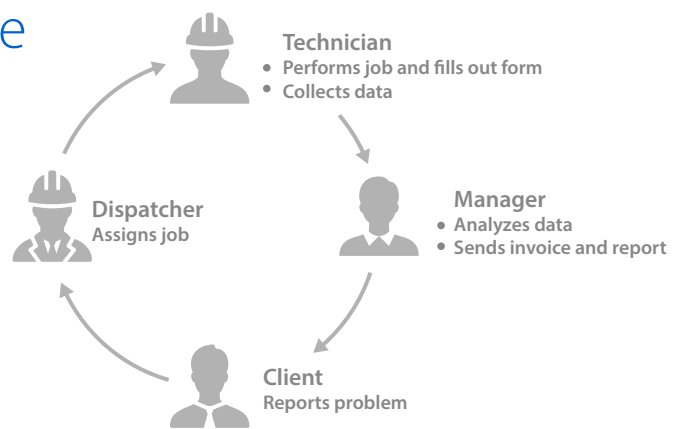 e
Technician
• Performs job and fills out form
• Collects data
Dispatcher
Assigns job
Manager
• Analyzes data
• Sends invoice and report
Client
Reports problem